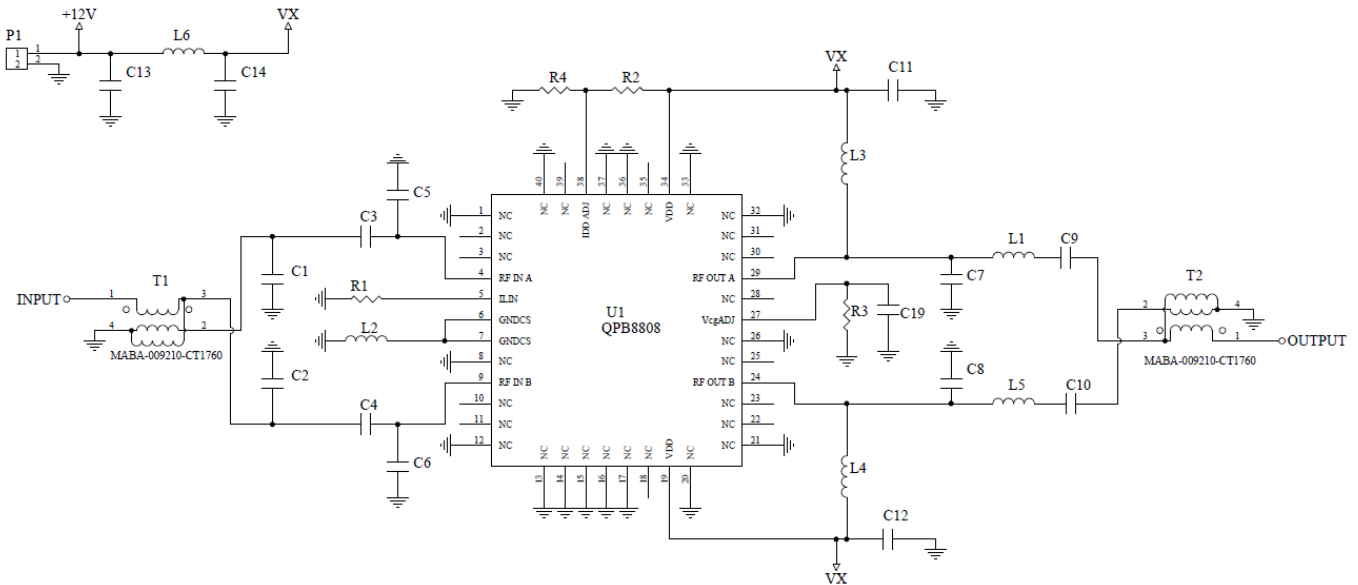 P1
+12V
L6
VX
1
2
1
2
C13
C14
R4
R2
VX
C11
L3
40
39
38
37
36
35
34
33
NC
NC
IDD ADJ
NC
NC
NC
VDD
NC
C5
C3
C1
C2
C4
C6
T1
INPUT
1
3
4
2
MABA-009210-CT1760
R1
L2
1 NC
2 NC
3 NC
4 RF IN A
5 ILIN
6 GNDCS
7 GNDCS
8 NC
9 RF IN B
10 NC
11 NC
12 NC
U1
QPB8808
NC 32
NC 31
NC 30
RF OUT A 29
NC 28
VcgADJ 27
NC 26
NC 25
RF OUT B 24
NC 23
NC 22
NC 21
NC
NC
NC
NC
NC
NC
VDD
NC
13
14
15
16
17
18
19
20
R3
C19
C7
L1
C9
C8
L5
C10
T2
2
4
3
1
OUTPUT
MABA-009210-CT1760
L4
C12
VX